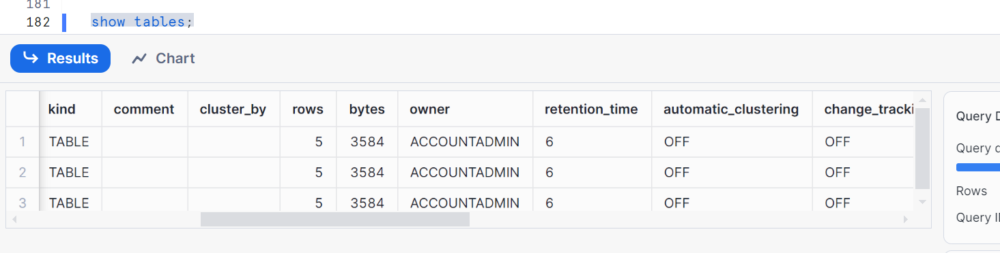 181
182 show tables;
Results Chart
kind comment cluster_by rows bytes owner retention_time automatic_clustering change_tracki
1 TABLE 5 3584 ACCOUNTADMIN 6 OFF OFF
2 TABLE 5 3584 ACCOUNTADMIN 6 OFF OFF
3 TABLE 5 3584 ACCOUNTADMIN 6 OFF OFF
Query D
Query d
Rows
Query I